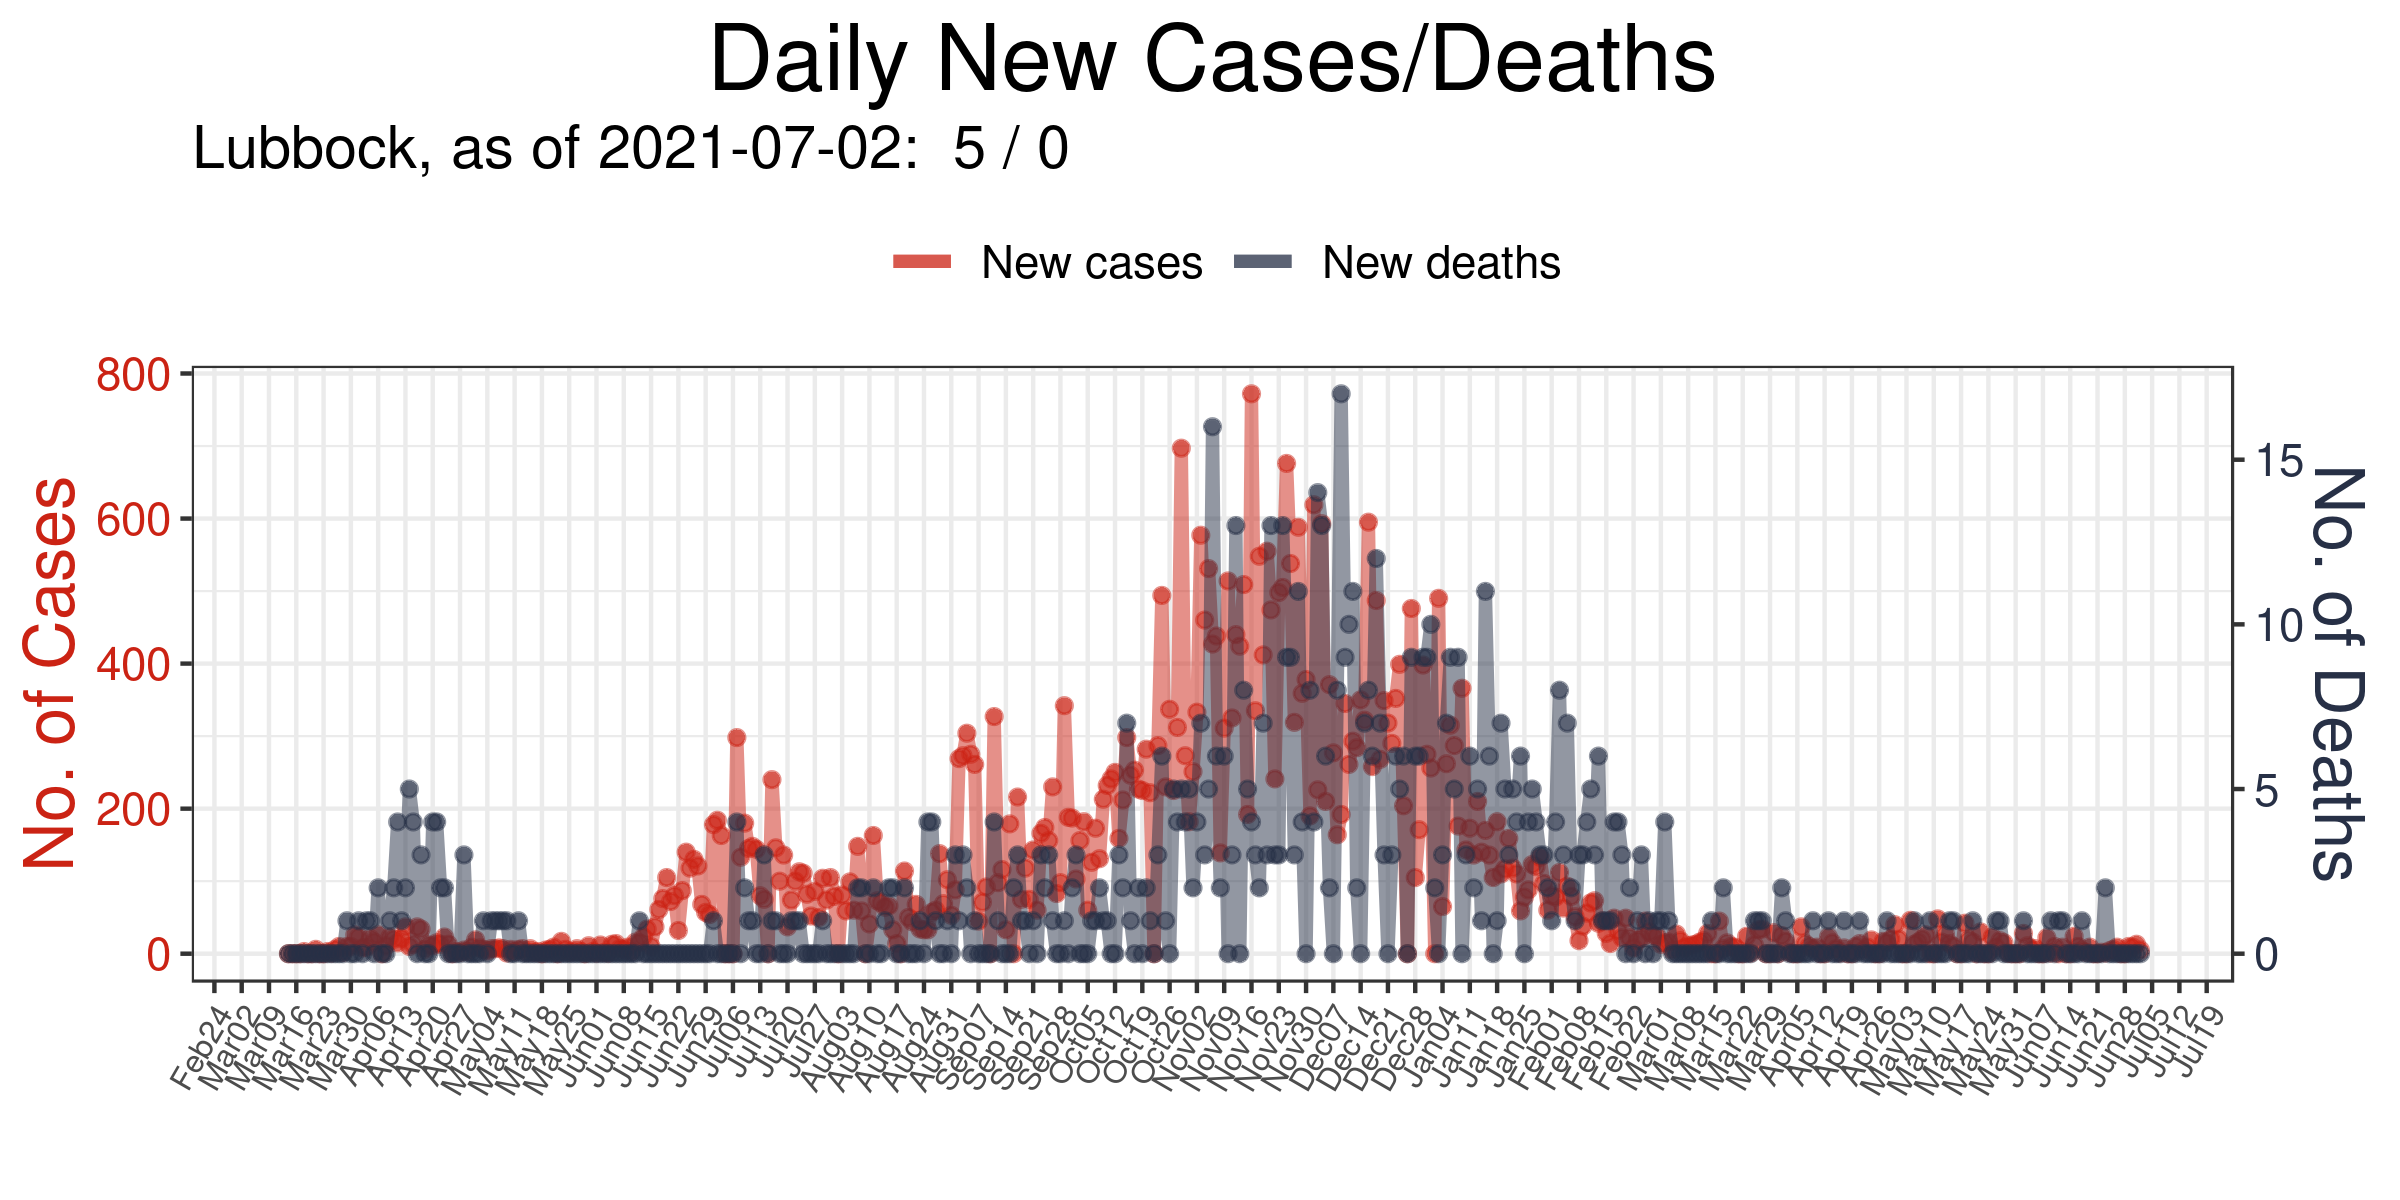 Daily New Cases/Deaths
Lubbock, as of 2021-07-02:  5 / 0
New cases New deaths
No. of Cases
800
600
400
200
0
15
10
5
0
No. of Deaths
Feb24 Mar02 Mar09 Mar16 Mar23 Mar30 Apr06 Apr13 Apr20 Apr27 May04 May11 May18 May25 Jun01 Jun08 Jun15 Jun22 Jun29 Jul06 Jul13 Jul20 Jul27 Aug03 Aug10 Aug17 Aug24 Aug31 Sep07 Sep14 Sep21 Sep28 Oct05 Oct12 Oct19 Oct26 Nov02 Nov09 Nov16 Nov23 Nov30 Dec07 Dec14 Dec21 Dec28 Jan04 Jan11 Jan18 Jan25 Feb01 Feb08 Feb15 Feb22 Mar01 Mar08 Mar15 Mar22 Mar29 Apr05 Apr12 Apr19 Apr26 May03 May10 May17 May24 May31 Jun07 Jun14 Jun21 Jun28 Jul05 Jul12 Jul19